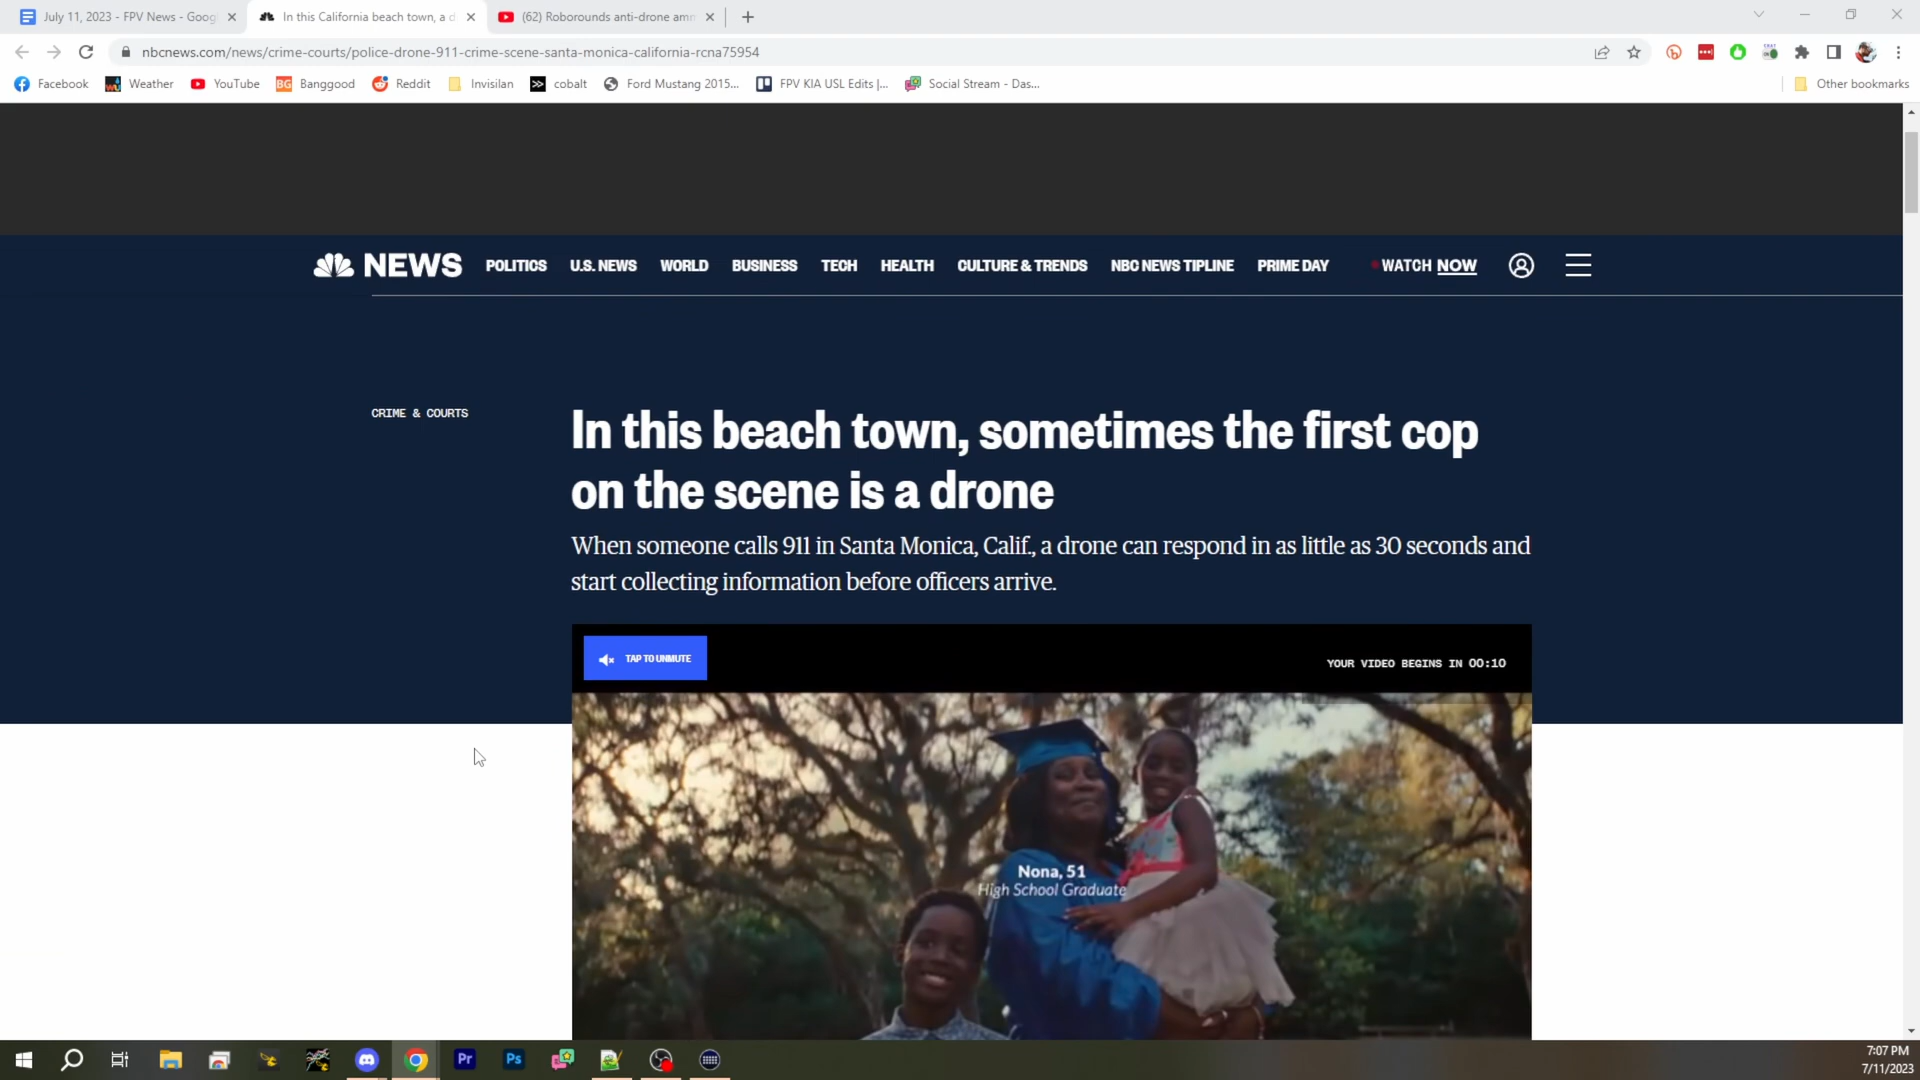 July 11, 2023 - FPV News - Goog
In this California beach town, a d
(62) Roborounds anti-drone amm
nbcnews.com/news/crime-courts/police-drone-911-crime-scene-santa-monica-california-rcna75954
Facebook
Weather
YouTube
BG Banggood
Reddit
Invisilan
cobalt
Ford Mustang 2015...
FPV KIA USL Edits |...
Social Stream - Das...
Other bookmarks
NEWS
POLITICS
U.S. NEWS
WORLD
BUSINESS
TECH
HEALTH
CULTURE & TRENDS
NBC NEWS TIPLINE
PRIME DAY
WATCH NOW
CRIME & COURTS
In this beach town, sometimes the first cop
on the scene is a drone
When someone calls 911 in Santa Monica, Calif., a drone can respond in as little as 30 seconds and
start collecting information before officers arrive.
TAP TO UNMUTE
YOUR VIDEO BEGINS IN 00:10
Nona, 51
High School Graduate
Pr
Ps
7:07 PM
7/11/2023